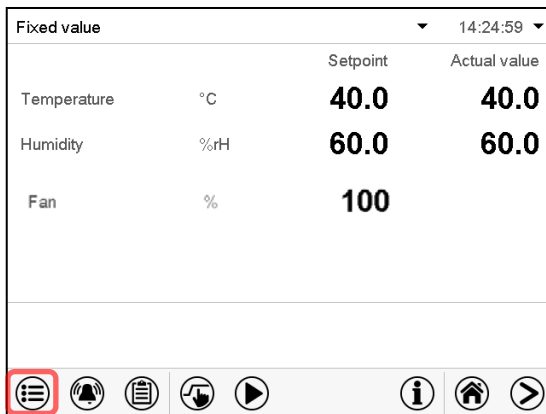 Fixed value 14:24:59
Setpoint Actual value
Temperature °C 40.0 40.0
Humidity %rH 60.0 60.0
Fan % 100